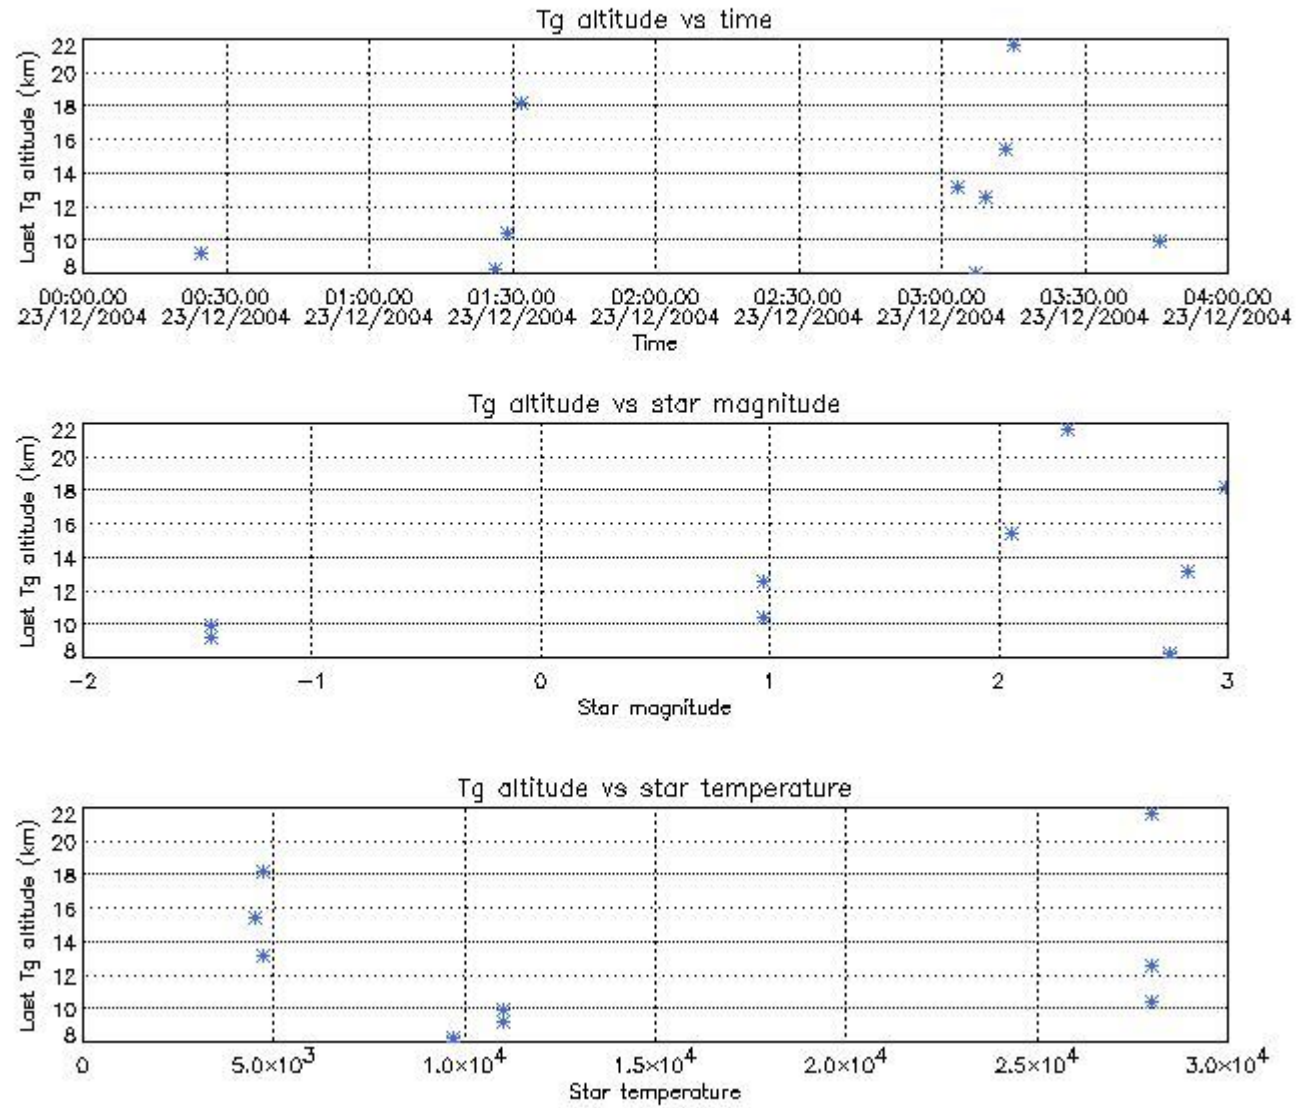 Tg altitude vs time
Last Tg altitude (km)
22
20
18
16
14
12
10
8
00:00.00 00:30.00 01:00.00 01:30.00 02:00.00 02:30.00 03:00.00 03:30.00 04:00.00
23/12/2004 23/12/2004 23/12/2004 23/12/2004 23/12/2004 23/12/2004 23/12/2004 23/12/2004 23/12/2004
Time
Tg altitude vs star magnitude
Last Tg altitude (km)
22
20
18
16
14
12
10
8
-2 -1 0 1 2 3
Star magnitude
Tg altitude vs star temperature
Last Tg altitude (km)
22
20
18
16
14
12
10
8
0 5.0×10³ 1.0×10⁴ 1.5×10⁴ 2.0×10⁴ 2.5×10⁴ 3.0×10⁴
Star temperature